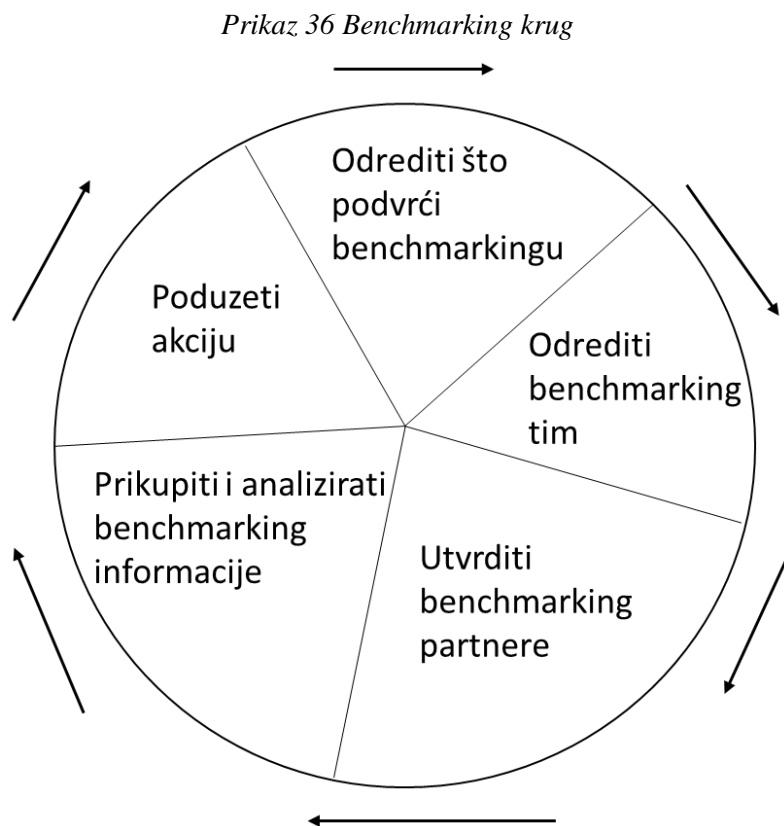 Prikaz 36 Benchmarking krug
Odrediti što
podvrći
benchmarkingu
Odrediti
benchmarking
tim
Utvrditi
benchmarking
partnere
Prikupiti i analizirati
benchmarking
informacije
Poduzeti
akciju